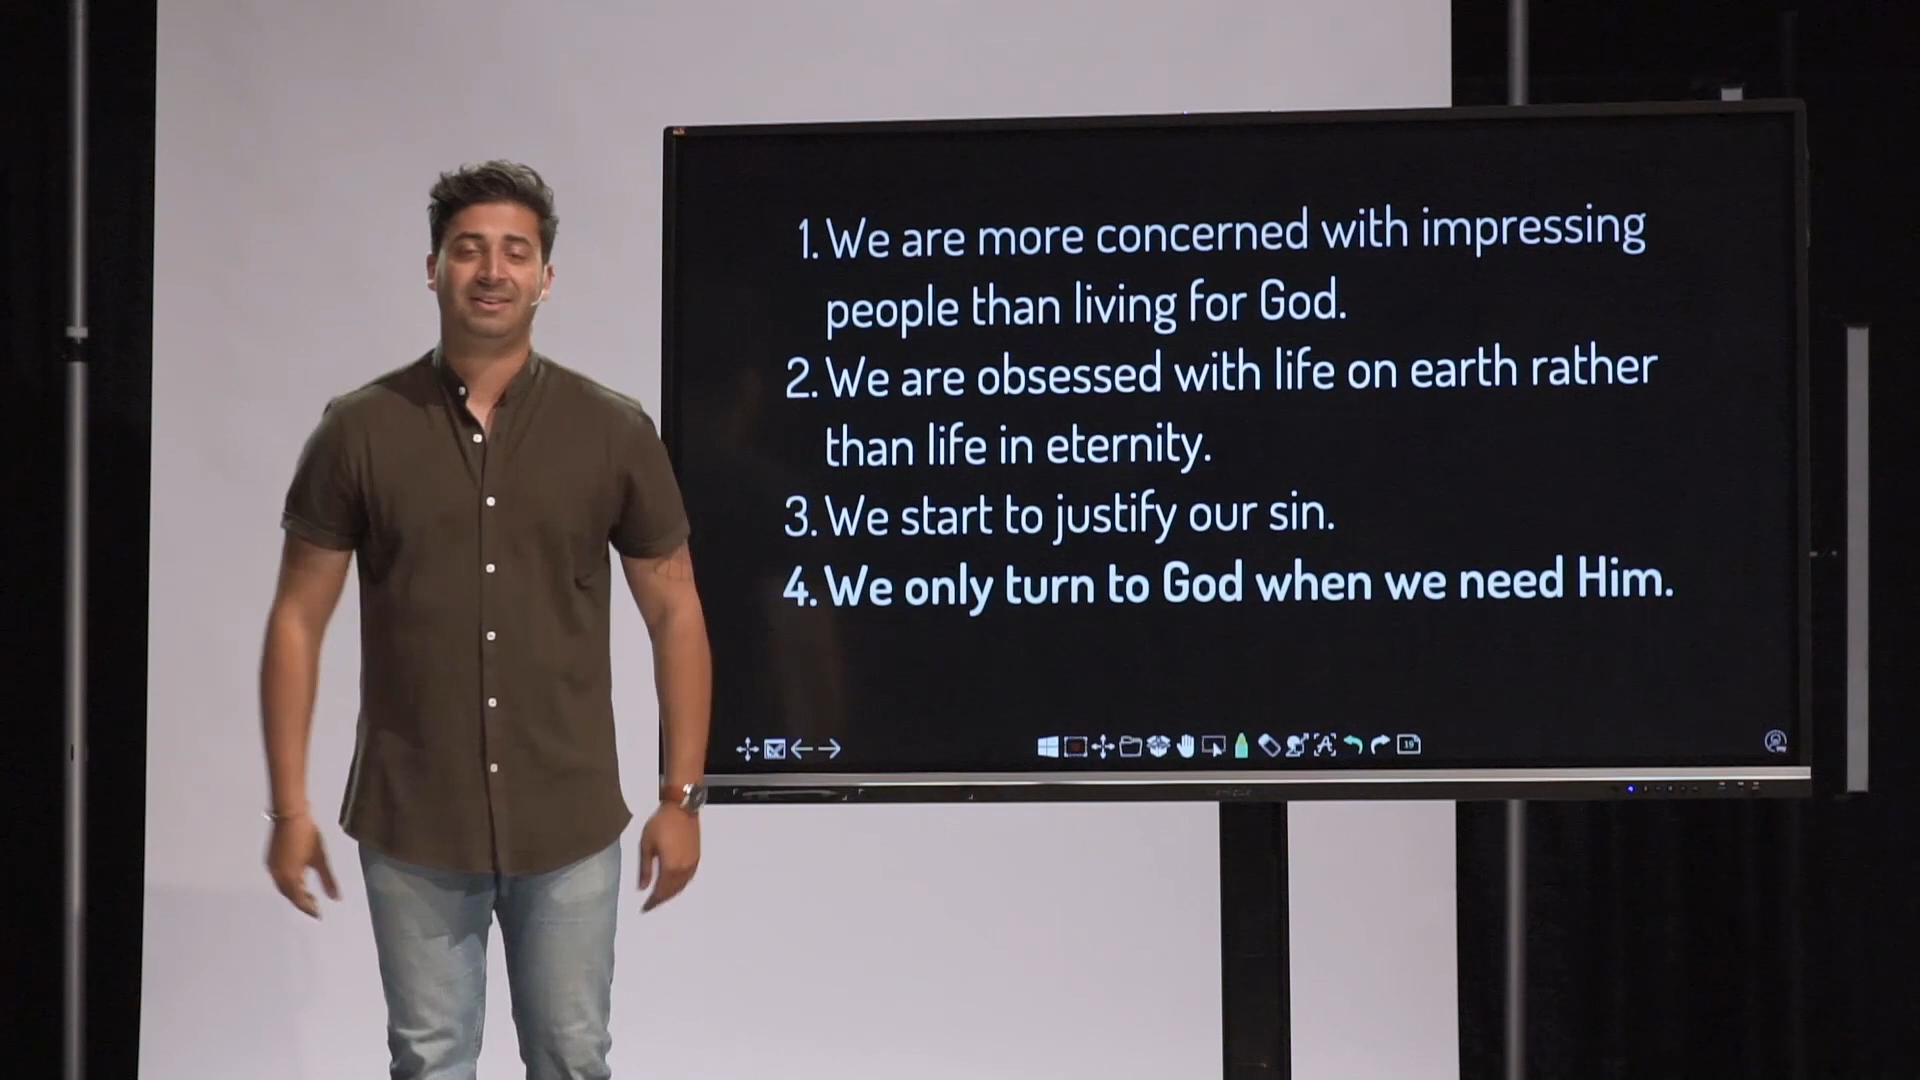 1. We are more concerned with impressing
people than living for God.
2. We are obsessed with life on earth rather
than life in eternity.
3. We start to justify our sin.
4. We only turn to God when we need Him.
19